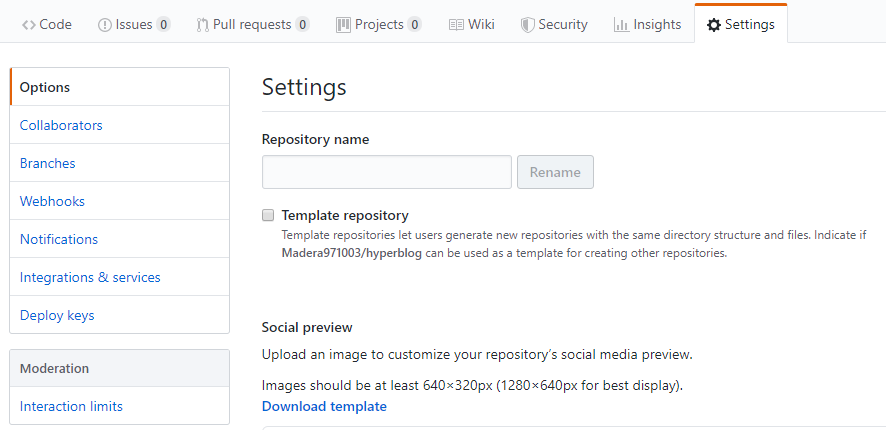 Code Issues 0 Pull requests 0 Projects 0 Wiki Security Insights Settings
Options
Collaborators
Branches
Webhooks
Notifications
Integrations & services
Deploy keys
Moderation
Interaction limits
Settings
Repository name
Rename
Template repository
Template repositories let users generate new repositories with the same directory structure and files. Indicate if
Madera971003/hyperblog can be used as a template for creating other repositories.
Social preview
Upload an image to customize your repository’s social media preview.
Images should be at least 640×320px (1280×640px for best display).
Download template